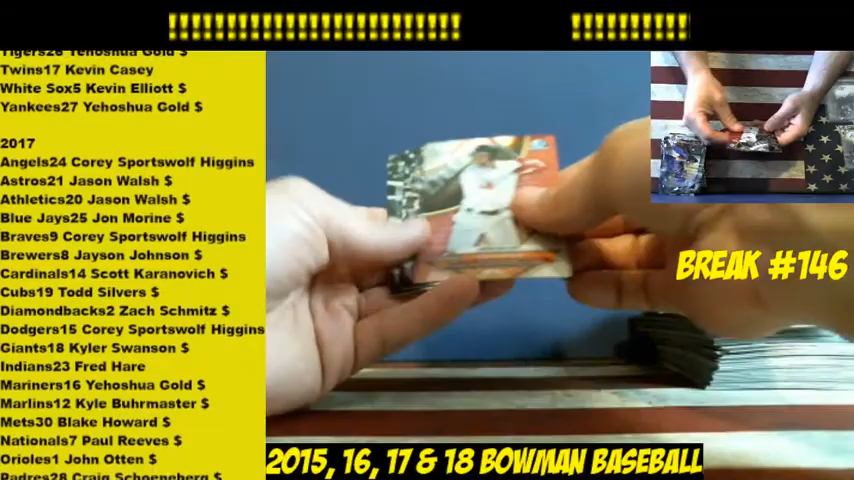 !!!!!!!!!!!!!!!!!!!!!!!!!!! !!!!!!!!!!!
Tigers26 Yehoshua Gold $
Twins17 Kevin Casey
White Sox5 Kevin Elliott $
Yankees27 Yehoshua Gold $
2017
Angels24 Corey Sportswolf Higgins
Astros21 Jason Walsh $
Athletics20 Jason Walsh $
Blue Jays25 Jon Morine $
Braves9 Corey Sportswolf Higgins
Brewers8 Jayson Johnson $
Cardinals14 Scott Karanovich $
Cubs19 Todd Silvers $
Diamondbacks2 Zach Schmitz $
Dodgers15 Corey Sportswolf Higgins
Giants18 Kyler Swanson $
Indians23 Fred Hare
Mariners16 Yehoshua Gold $
Marlins12 Kyle Buhrmaster $
Mets30 Blake Howard $
Nationals7 Paul Reeves $
Orioles1 John Otten $
Padres28 Craig Schoeneberg $
BREAK #146
2015, 16, 17 & 18 BOWMAN BASEBALL